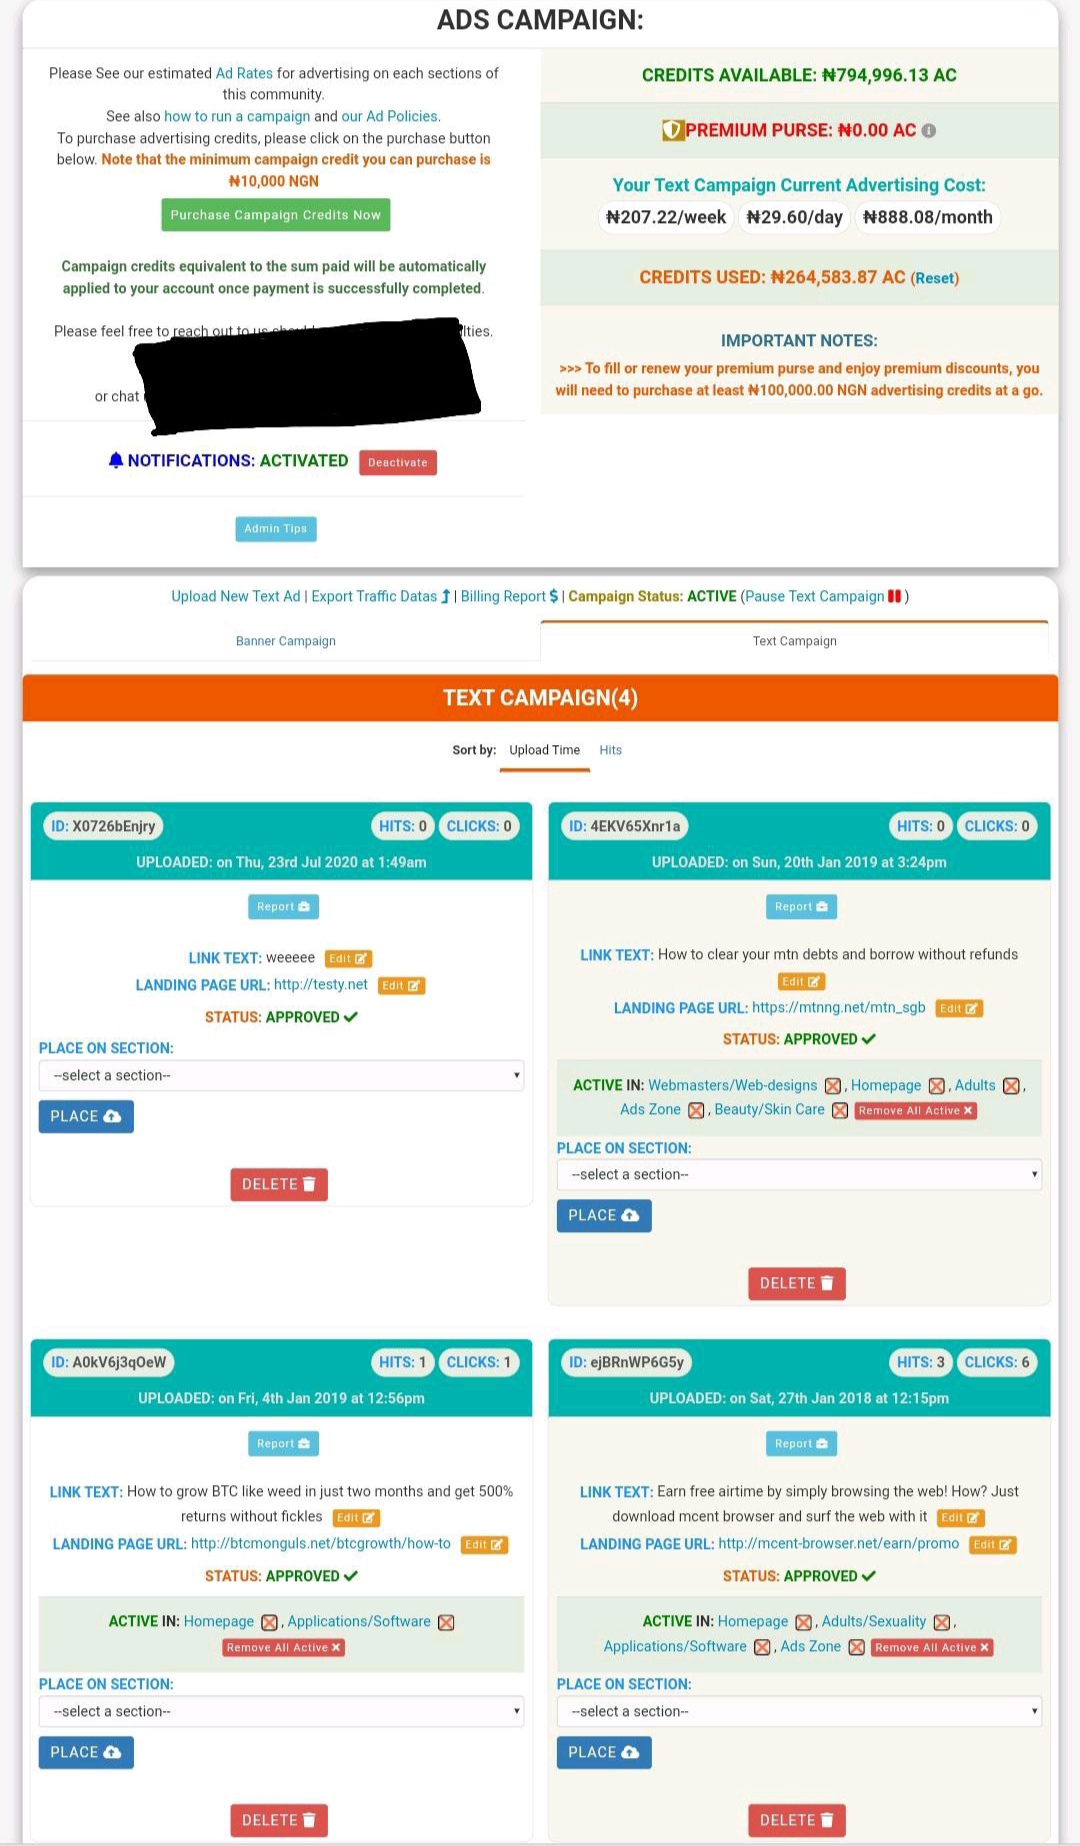 ADS CAMPAIGN:
Please See our estimated Ad Rates for advertising on each sections of
this community.
See also how to run a campaign and our Ad Policies.
To purchase advertising credits, please click on the purchase button
below. Note that the minimum campaign credit you can purchase is
₦10,000 NGN
Purchase Campaign Credits Now
Campaign credits equivalent to the sum paid will be automatically
applied to your account once payment is successfully completed.
Please feel free to reach out to us
or chat
NOTIFICATIONS: ACTIVATED Deactivate
Admin Tips
CREDITS AVAILABLE: ₦794,996.13 AC
PREMIUM PURSE: ₦0.00 AC
Your Text Campaign Current Advertising Cost:
₦207.22/week ₦29.60/day ₦888.08/month
CREDITS USED: ₦264,583.87 AC (Reset)
IMPORTANT NOTES:
>>> To fill or renew your premium purse and enjoy premium discounts, you
will need to purchase at least ₦100,000.00 NGN advertising credits at a go.
Upload New Text Ad | Export Traffic Datas | Billing Report $ | Campaign Status: ACTIVE (Pause Text Campaign )
Banner Campaign
Text Campaign
TEXT CAMPAIGN(4)
Sort by: Upload Time Hits
ID: X0726bEnjry HITS: 0 CLICKS: 0
UPLOADED: on Thu, 23rd Jul 2020 at 1:49am
Report
LINK TEXT: weeeee Edit
LANDING PAGE URL: http://testy.net Edit
STATUS: APPROVED
PLACE ON SECTION:
--select a section--
PLACE
DELETE
ID: 4EKV65Xnr1a HITS: 0 CLICKS: 0
UPLOADED: on Sun, 20th Jan 2019 at 3:24pm
Report
LINK TEXT: How to clear your mtn debts and borrow without refunds
Edit
LANDING PAGE URL: https://mtnng.net/mtn_sgb Edit
STATUS: APPROVED
ACTIVE IN: Webmasters/Web-designs , Homepage , Adults ,
Ads Zone , Beauty/Skin Care Remove All Active
PLACE ON SECTION:
--select a section--
PLACE
DELETE
ID: A0kV6j3qOeW HITS: 1 CLICKS: 1
UPLOADED: on Fri, 4th Jan 2019 at 12:56pm
Report
LINK TEXT: How to grow BTC like weed in just two months and get 500%
returns without fickles Edit
LANDING PAGE URL: http://btcmonguls.net/btcgrowth/how-to Edit
STATUS: APPROVED
ACTIVE IN: Homepage , Applications/Software
Remove All Active
PLACE ON SECTION:
--select a section--
PLACE
DELETE
ID: ejBRnWP6G5y HITS: 3 CLICKS: 6
UPLOADED: on Sat, 27th Jan 2018 at 12:15pm
Report
LINK TEXT: Earn free airtime by simply browsing the web! How? Just
download mcent browser and surf the web with it Edit
LANDING PAGE URL: http://mcent-browser.net/earn/promo Edit
STATUS: APPROVED
ACTIVE IN: Homepage , Adults/Sexuality ,
Applications/Software , Ads Zone Remove All Active
PLACE ON SECTION:
--select a section--
PLACE
DELETE